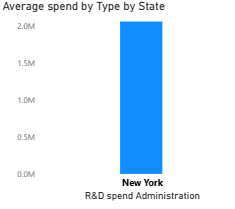 Average spend by Type by State
2.0M
1.5M
1.0M
0.5M
0.0M
New York
R&D spend Administration